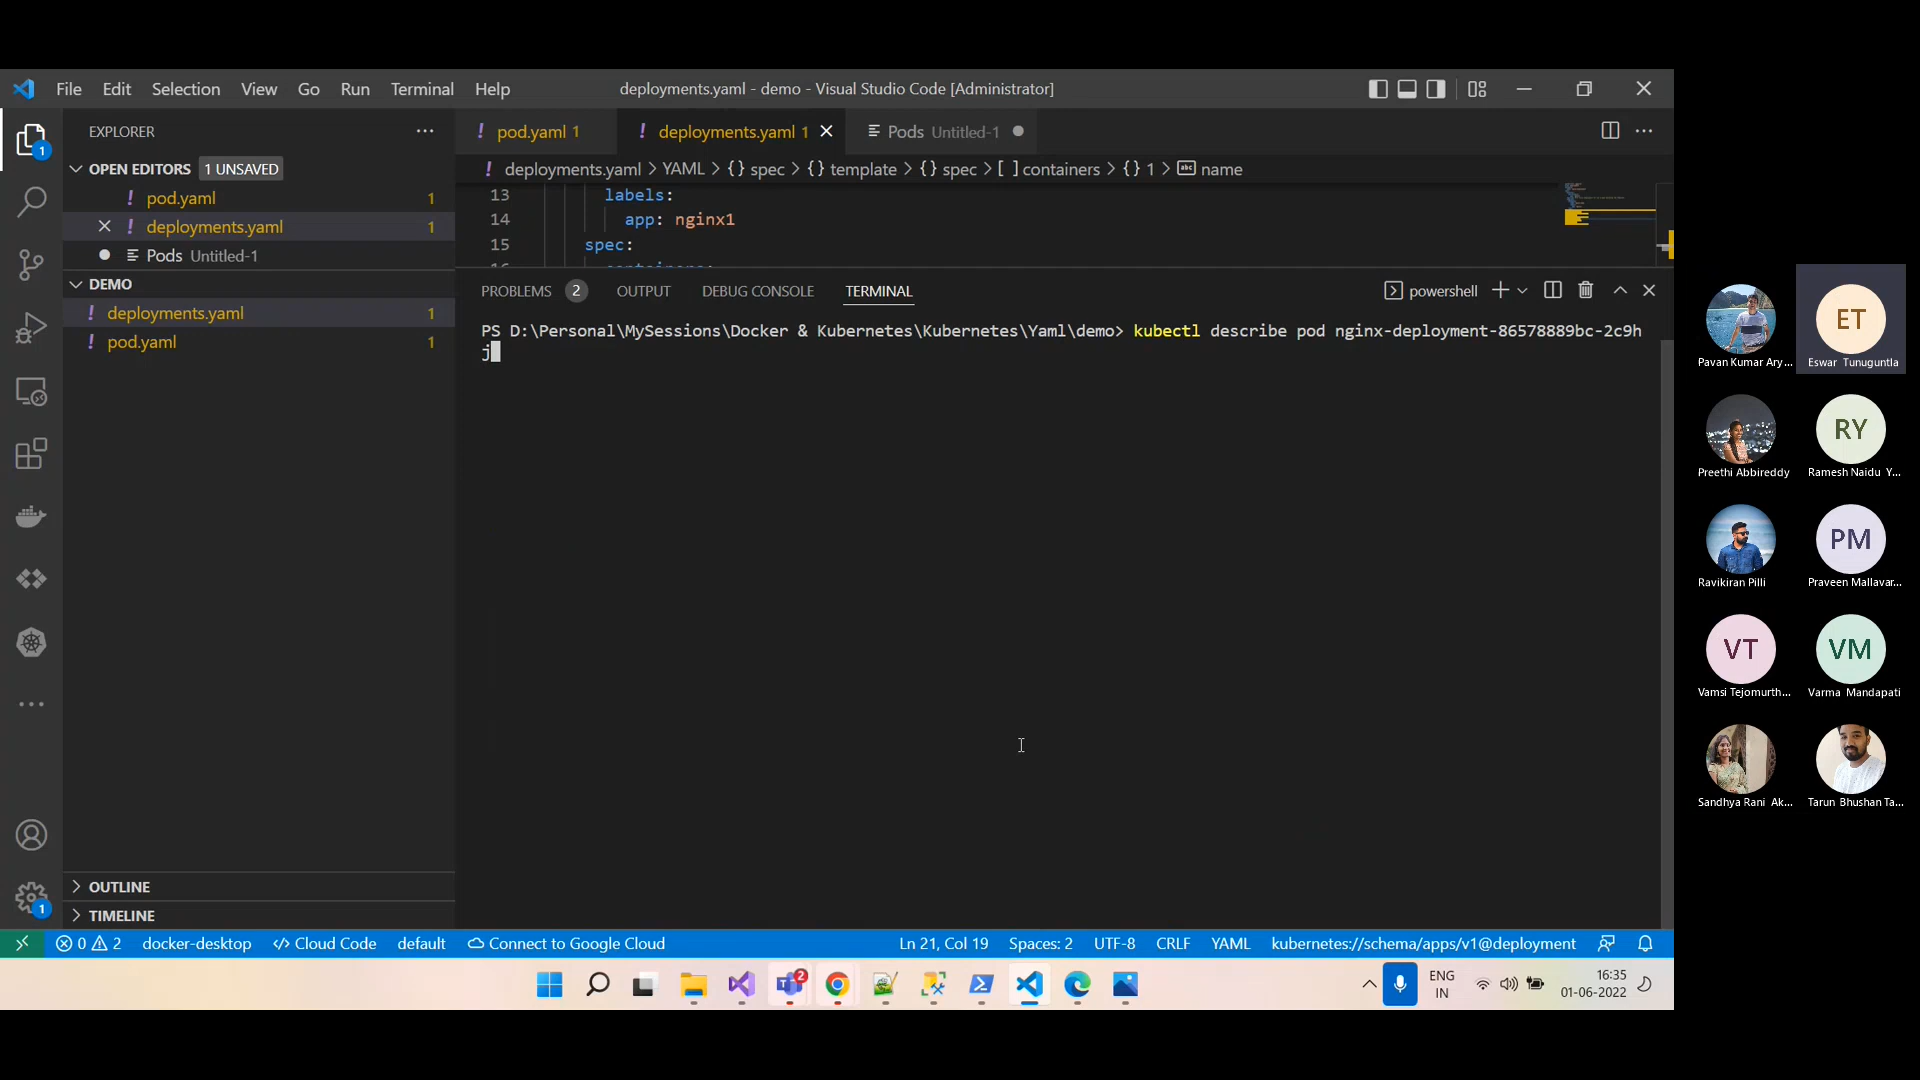 File Edit Selection View Go Run Terminal Help
deployments.yaml - demo - Visual Studio Code [Administrator]
EXPLORER
OPEN EDITORS 1 UNSAVED
! pod.yaml 1
! deployments.yaml 1
Pods Untitled-1
DEMO
! deployments.yaml 1
! pod.yaml 1
OUTLINE
TIMELINE
1
1
! pod.yaml 1
! deployments.yaml 1
Pods Untitled-1
! deployments.yaml > YAML > {} spec > {} template > {} spec > [ ] containers > {} 1 > abc name
13 labels:
14 app: nginx1
15 spec:
16 containers:
PROBLEMS 2 OUTPUT DEBUG CONSOLE TERMINAL
powershell
PS D:\Personal\MySessions\Docker & Kubernetes\Kubernetes\Yaml\demo> kubectl describe pod nginx-deployment-86578889bc-2c9h
j
0 2 docker-desktop </> Cloud Code default Connect to Google Cloud
Ln 21, Col 19 Spaces: 2 UTF-8 CRLF YAML kubernetes://schema/apps/v1@deployment
2
ENG
IN
16:35
01-06-2022
Pavan Kumar Ary...
ET
Eswar Tunuguntla
Preethi Abbireddy
RY
Ramesh Naidu Y...
Ravikiran Pilli
PM
Praveen Mallavar...
VT
Vamsi Tejomurth...
VM
Varma Mandapati
Sandhya Rani Ak...
Tarun Bhushan Ta...